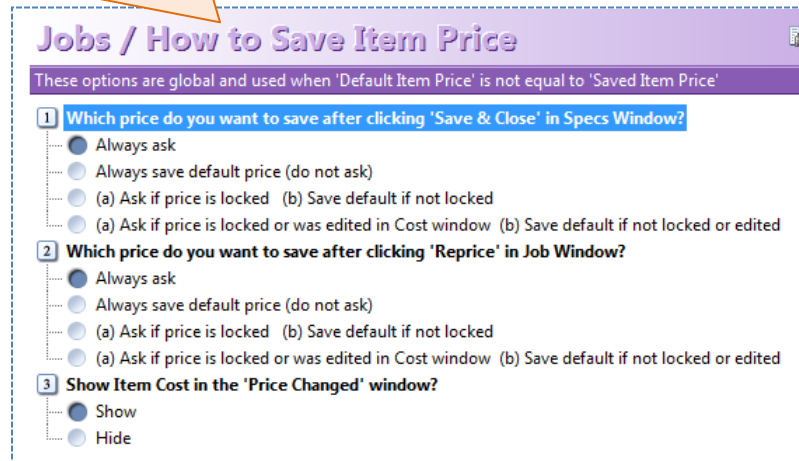 Jobs / How to Save Item Price
These options are global and used when 'Default Item Price' is not equal to 'Saved Item Price'
1 Which price do you want to save after clicking 'Save & Close' in Specs Window?
Always ask
Always save default price (do not ask)
(a) Ask if price is locked (b) Save default if not locked
(a) Ask if price is locked or was edited in Cost window (b) Save default if not locked or edited
2 Which price do you want to save after clicking 'Reprice' in Job Window?
Always ask
Always save default price (do not ask)
(a) Ask if price is locked (b) Save default if not locked
(a) Ask if price is locked or was edited in Cost window (b) Save default if not locked or edited
3 Show Item Cost in the 'Price Changed' window?
Show
Hide